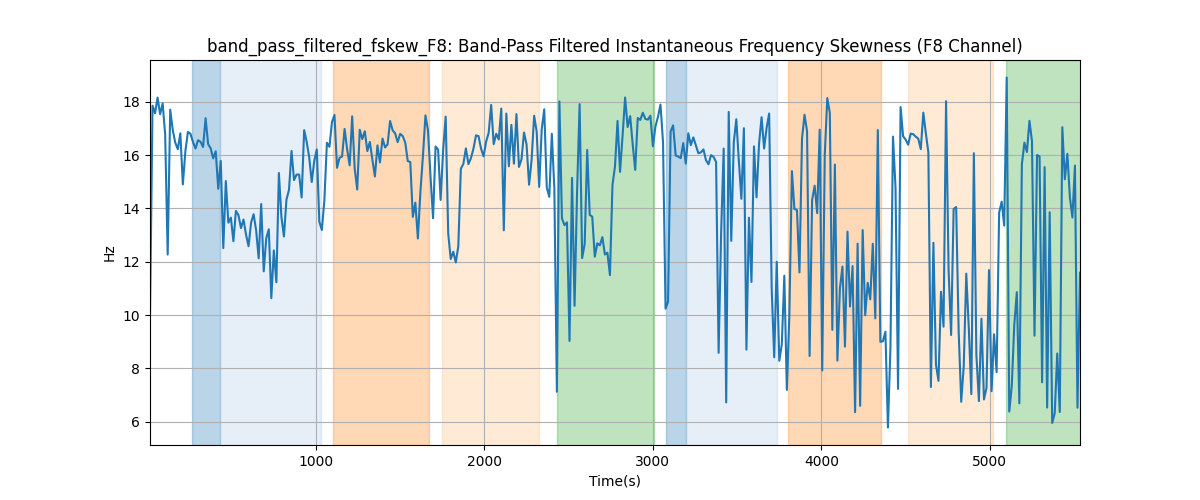 band_pass_filtered_fskew_F8: Band-Pass Filtered Instantaneous Frequency Skewness (F8 Channel)
18
16
14
12
10
8
6
Hz
1000 2000 3000 4000 5000
Time(s)